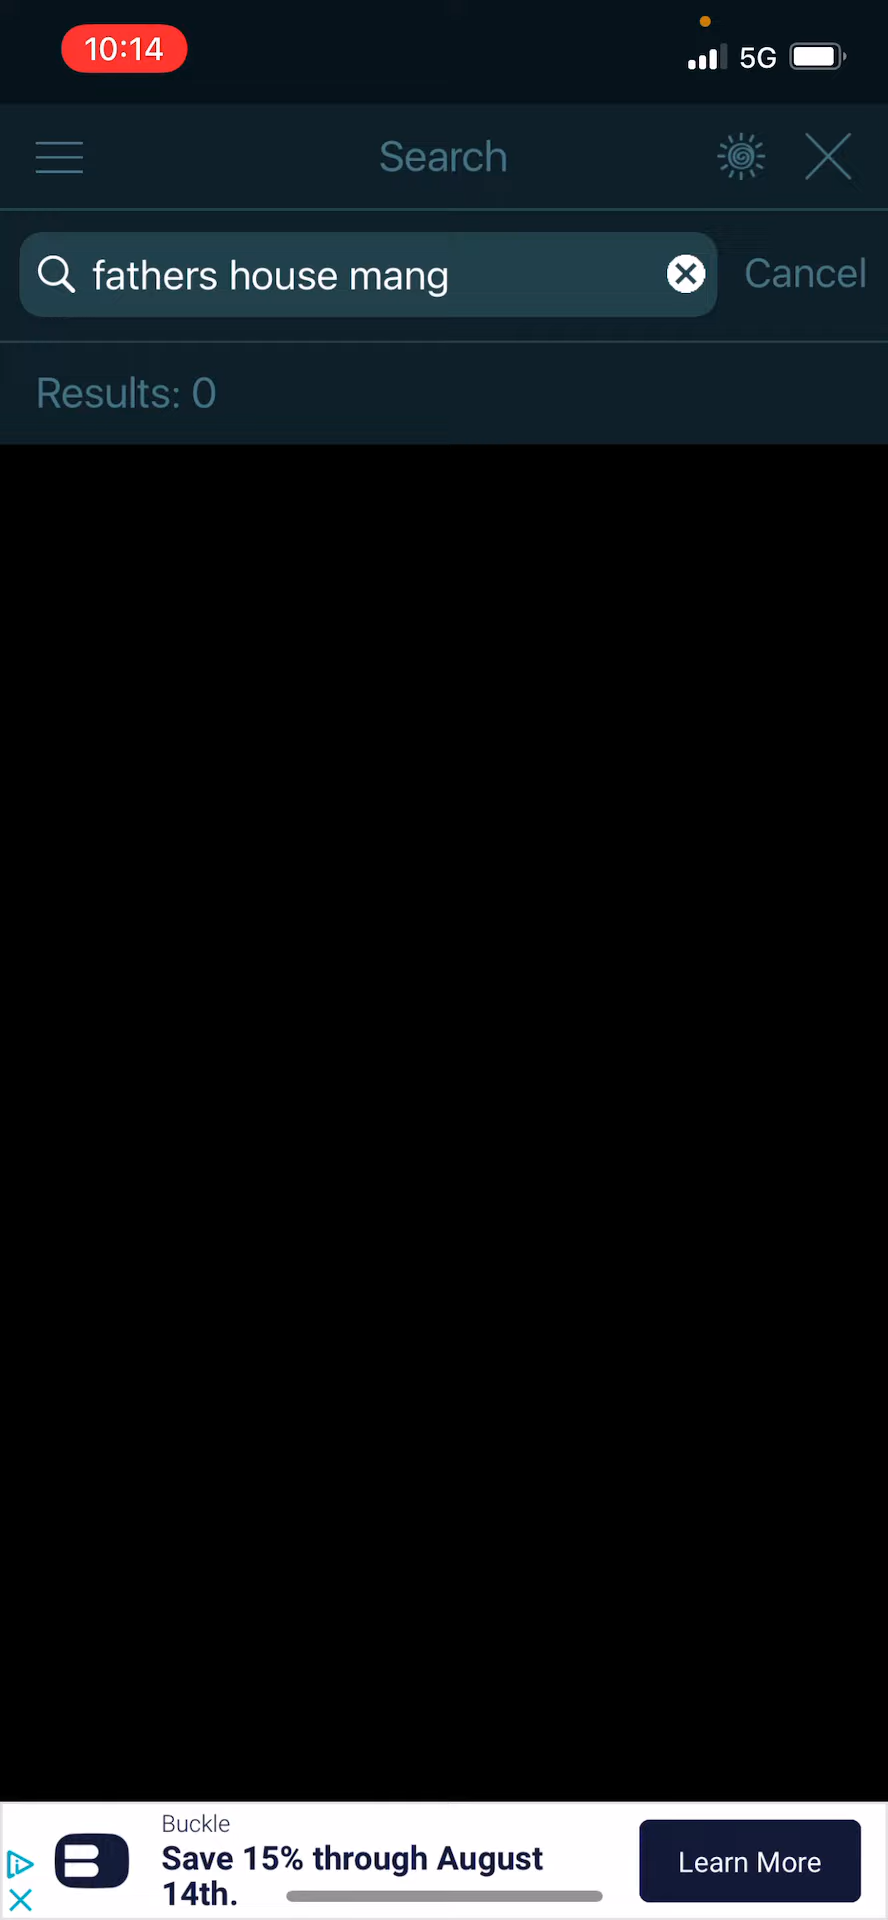 10:14
5G
Search
fathers house mang
Cancel
Results: 0
Buckle
Save 15% through August
14th.
Learn More